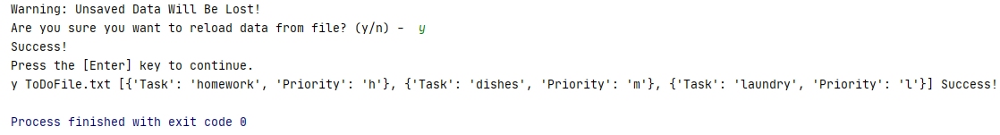 Warning: Unsaved Data Will Be Lost!
Are you sure you want to reload data from file? (y/n) -  y
Success!
Press the [Enter] key to continue.
y ToDoFile.txt [{'Task': 'homework', 'Priority': 'h'}, {'Task': 'dishes', 'Priority': 'm'}, {'Task': 'laundry', 'Priority': 'l'}] Success!
Process finished with exit code 0